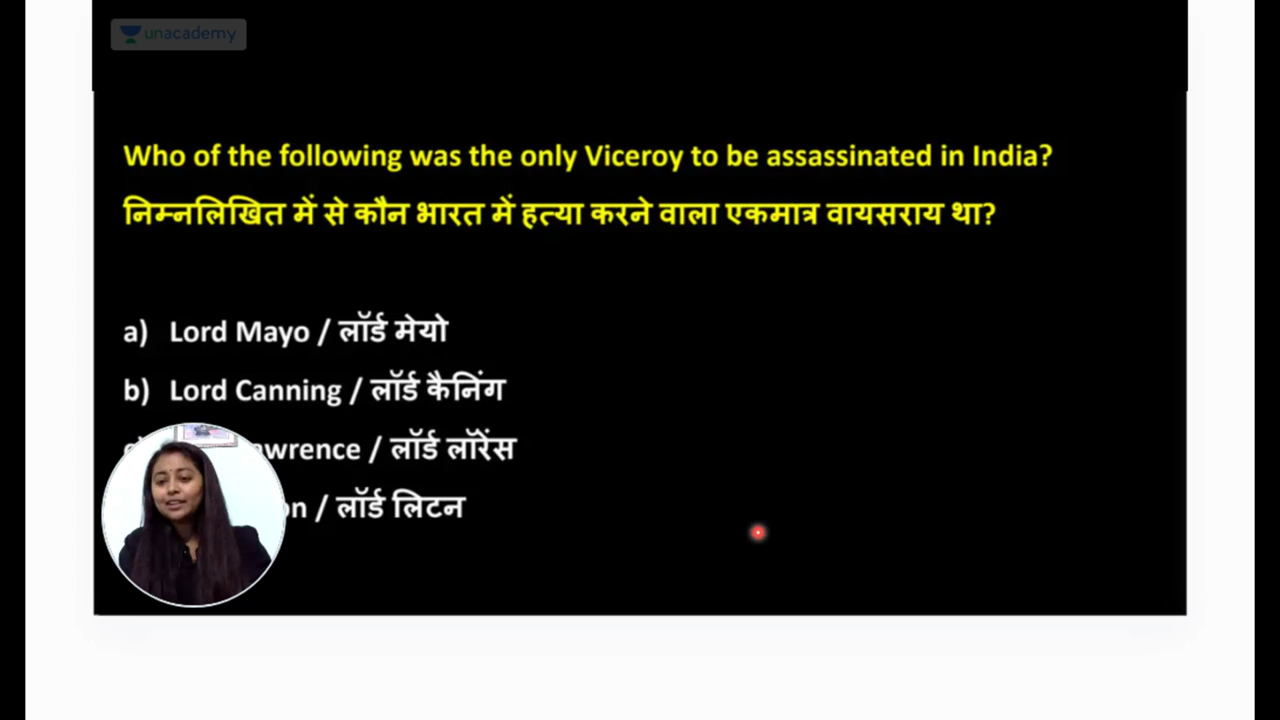 unacademy
Who of the following was the only Viceroy to be assassinated in India?
निम्नलिखित में से कौन भारत में हत्या करने वाला एकमात्र वायसराय था?
a) Lord Mayo / लॉर्ड मेयो
b) Lord Canning / लॉर्ड कैनिंग
wrence / लॉर्ड लॉरेंस
on / लॉर्ड लिटन